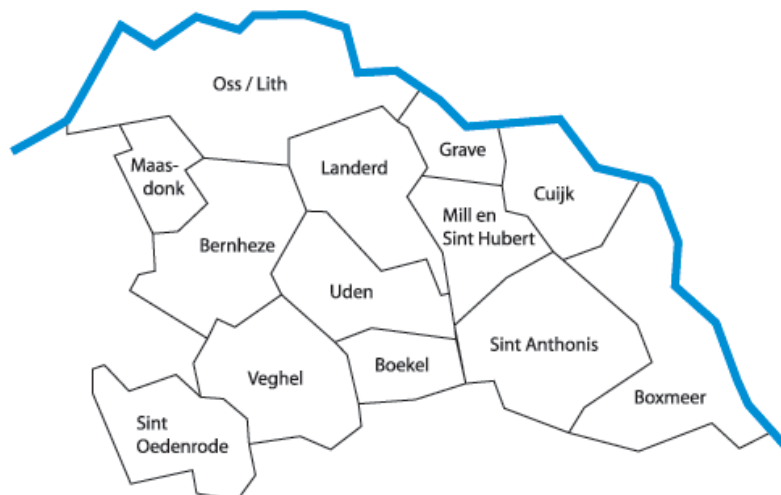 Oss / Lith
Maas-
donk
Landerd
Grave
Cuijk
Mill en
Sint Hubert
Bernheze
Uden
Sint Anthonis
Boekel
Veghel
Boxmeer
Sint
Oedenrode